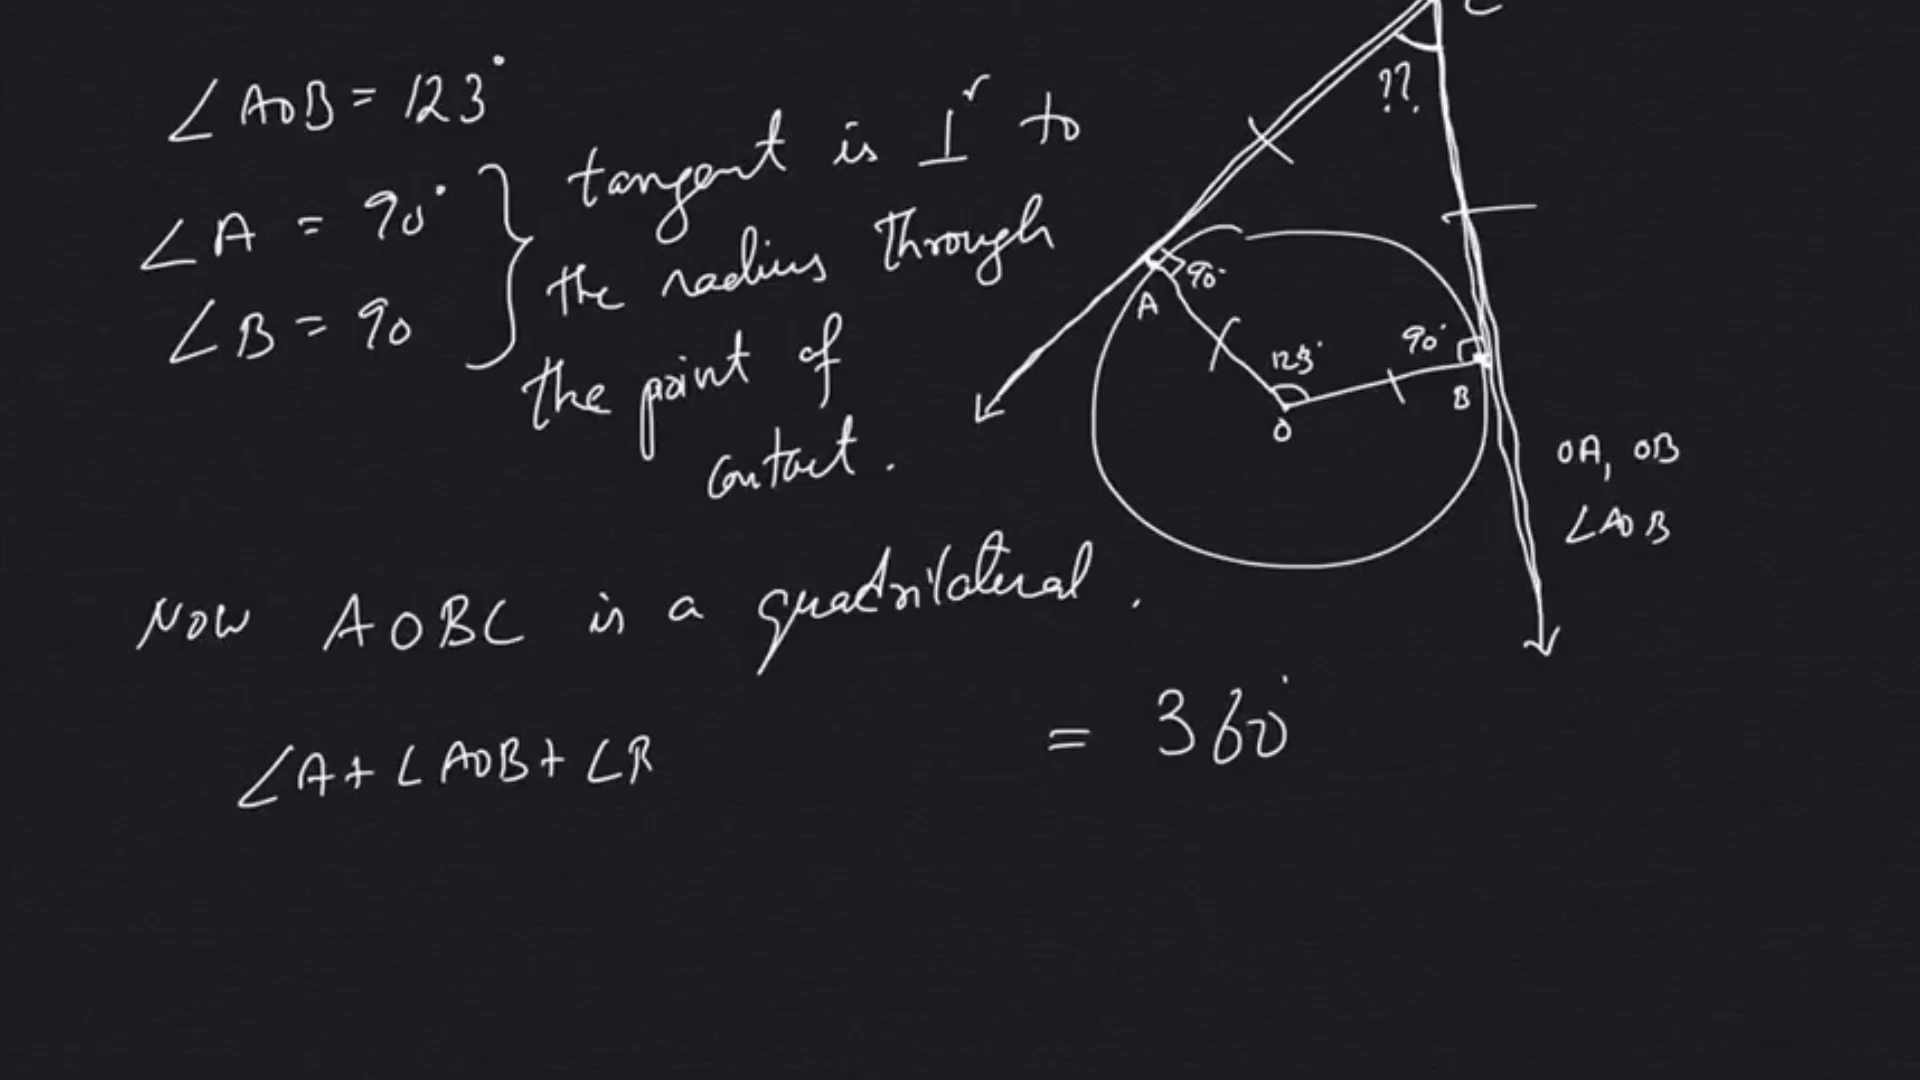 ∠AOB = 123°
∠A = 90°
∠B = 90
tangent is ⊥r to
the radius through
the point of
contact.
C
??
A
90°
123°
90°
B
O
OA, OB
∠AOB
NOW AOBC is a quadrilateral.
∠A + ∠AOB + ∠B = 360°